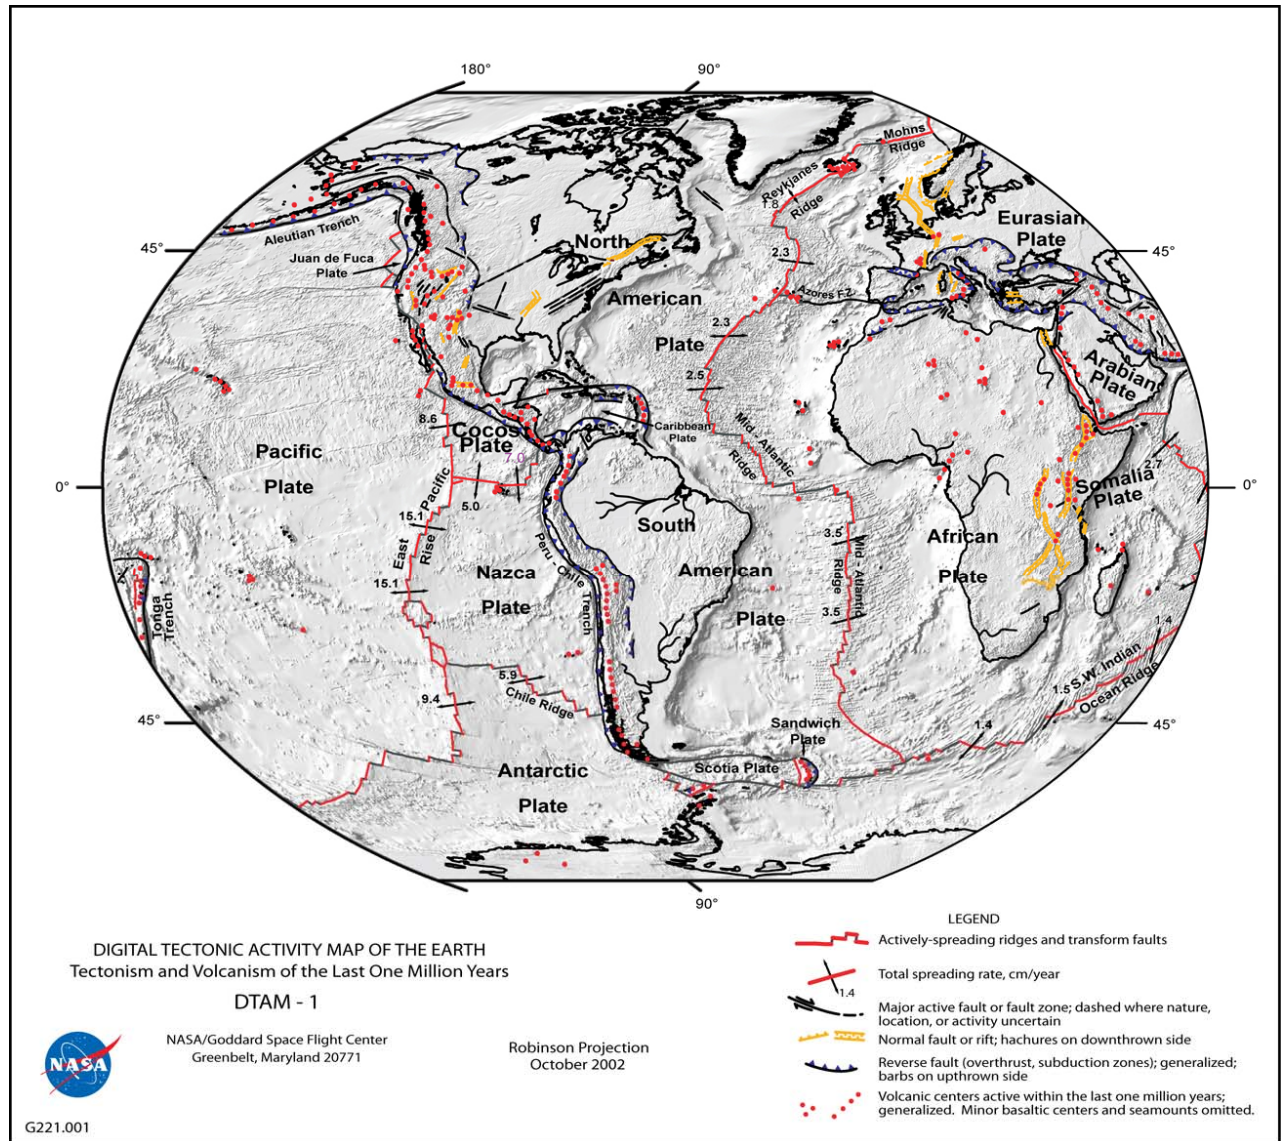 180°
90°
Mohns
Ridge
Reykjanes
Ridge
1.8
Eurasian
Plate
Aleutian Trench
45°
45°
North
Juan de Fuca
Plate
2.3
American
Azores F.Z.
2.3
Plate
Arabian
Plate
2.5
8.6
Cocos
Plate
Caribbean
Plate
Mid - Atlantic
Ridge
Pacific
Plate
7.0
2.7
0°
0°
5.0
Somalia
Plate
East Pacific
Rise
15.1
South
3.5
African
Mid - Atlantic
Ridge
Peru - Chile
Trench
Nazca
American
Plate
15.1
Plate
Plate
3.5
Tonga
Trench
1.4
5.9
S.W. Indian
Ocean Ridge
9.4
Chile Ridge
1.5
45°
1.4
45°
Sandwich
Plate
Antarctic
Scotia Plate
Plate
90°
LEGEND
DIGITAL TECTONIC ACTIVITY MAP OF THE EARTH
Tectonism and Volcanism of the Last One Million Years
DTAM - 1
NASA
NASA/Goddard Space Flight Center
Greenbelt, Maryland 20771
Robinson Projection
October 2002
Actively-spreading ridges and transform faults
Total spreading rate, cm/year
1.4
Major active fault or fault zone; dashed where nature,
location, or activity uncertain
Normal fault or rift; hachures on downthrown side
Reverse fault (overthrust, subduction zones); generalized;
barbs on upthrown side
Volcanic centers active within the last one million years;
generalized. Minor basaltic centers and seamounts omitted.
G221.001